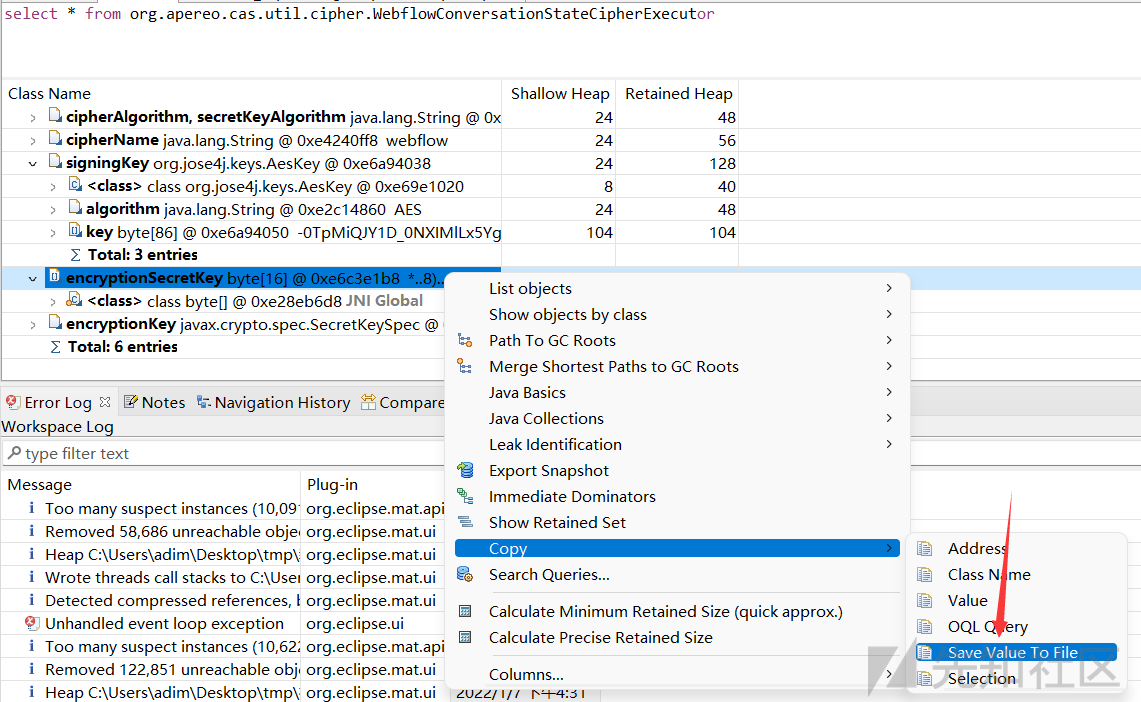 select * from org.apereo.cas.util.cipher.WebflowConversationStateCipherExecutor
Class Name Shallow Heap Retained Heap
cipherAlgorithm, secretKeyAlgorithm java.lang.String @ 0x 24 48
cipherName java.lang.String @ 0xe4240ff8 webflow 24 56
signingKey org.jose4j.keys.AesKey @ 0xe6a94038 24 128
<class> class org.jose4j.keys.AesKey @ 0xe69e1020 8 40
algorithm java.lang.String @ 0xe2c14860 AES 24 48
key byte[86] @ 0xe6a94050 -0TpMiQJY1D_0NXIMlLx5Yg 104 104
Σ Total: 3 entries
encryptionSecretKey byte[16] @ 0xe6c3e1b8 *..8)..
<class> class byte[] @ 0xe28eb6d8 JNI Global
encryptionKey javax.crypto.spec.SecretKeySpec @
Σ Total: 6 entries
List objects
Show objects by class
Path To GC Roots
Merge Shortest Paths to GC Roots
Java Basics
Java Collections
Leak Identification
Export Snapshot
Immediate Dominators
Show Retained Set
Copy
Search Queries...
Calculate Minimum Retained Size (quick approx.)
Calculate Precise Retained Size
Columns...
Address
Class Name
Value
OQL Query
Save Value To File
Selection
Error Log Notes Navigation History Compare
Workspace Log
type filter text
Message Plug-in
Too many suspect instances (10,091 org.eclipse.mat.api
Removed 58,686 unreachable obje org.eclipse.mat.ui
Heap C:\Users\adim\Desktop\tmp\ org.eclipse.mat.ui
Wrote threads call stacks to C:\User org.eclipse.mat.ui
Detected compressed references, b org.eclipse.mat.ui
Unhandled event loop exception org.eclipse.ui
Too many suspect instances (10,622 org.eclipse.mat.api
Removed 122,851 unreachable obj org.eclipse.mat.ui
Heap C:\Users\adim\Desktop\tmp\ org.eclipse.mat.ui 2022/1/7 下午4:31
先知社区